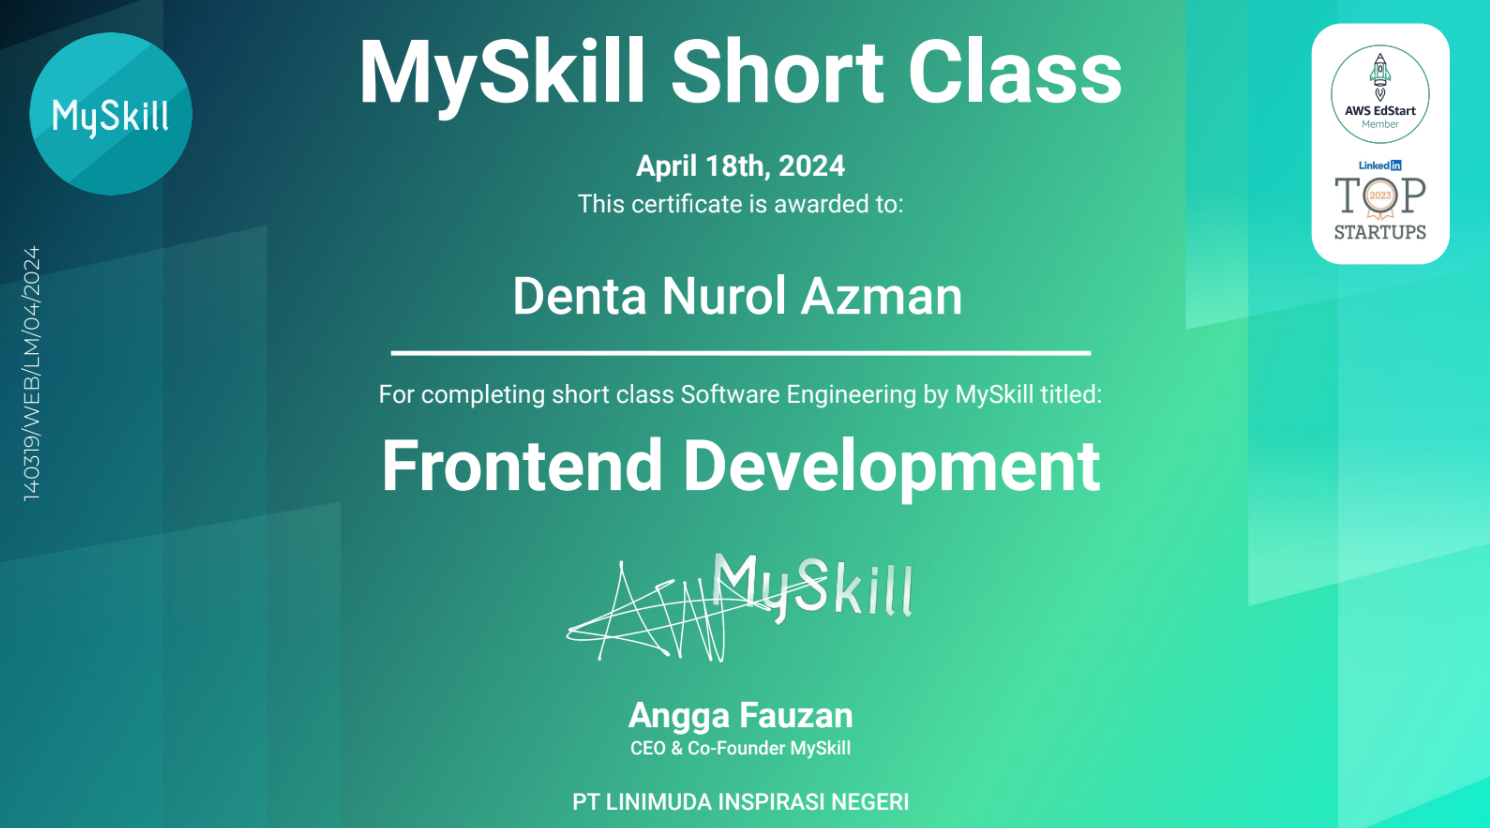 MySkill
MySkill Short Class
AWS EdStart
Member
LinkedIn
TOP
2023
STARTUPS
April 18th, 2024
This certificate is awarded to:
Denta Nurol Azman
140319/WEB/LM/04/2024
For completing short class Software Engineering by MySkill titled:
Frontend Development
MySkill
Angga Fauzan
CEO & Co-Founder MySkill
PT LINIMUDA INSPIRASI NEGERI